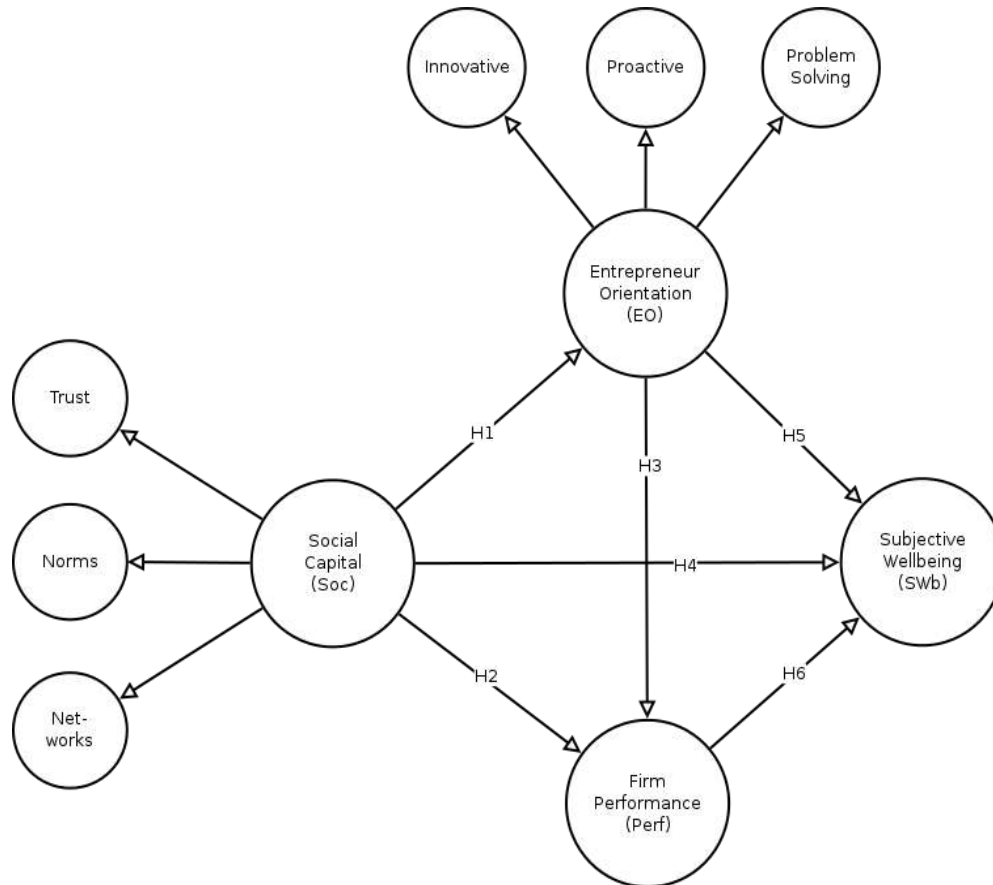 Innovative
Proactive
Problem
Solving
Entrepreneur
Orientation
(EO)
Trust
H1
H5
H3
Social
Capital
(Soc)
Norms
H4
Subjective
Wellbeing
(SWb)
H2
H6
Net-
works
Firm
Performance
(Perf)